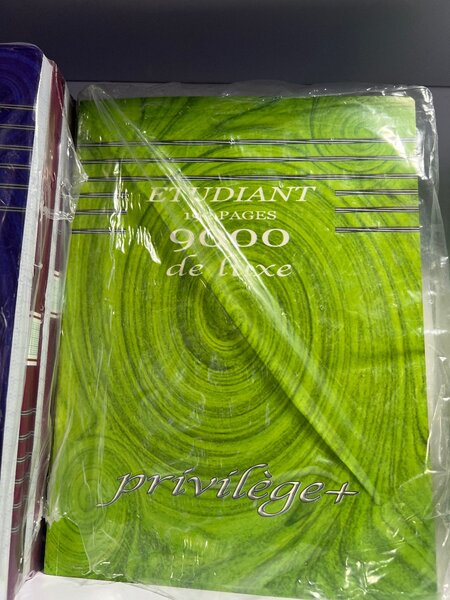 ETUDIANT
PAGES
9000
de luxe
privilège+